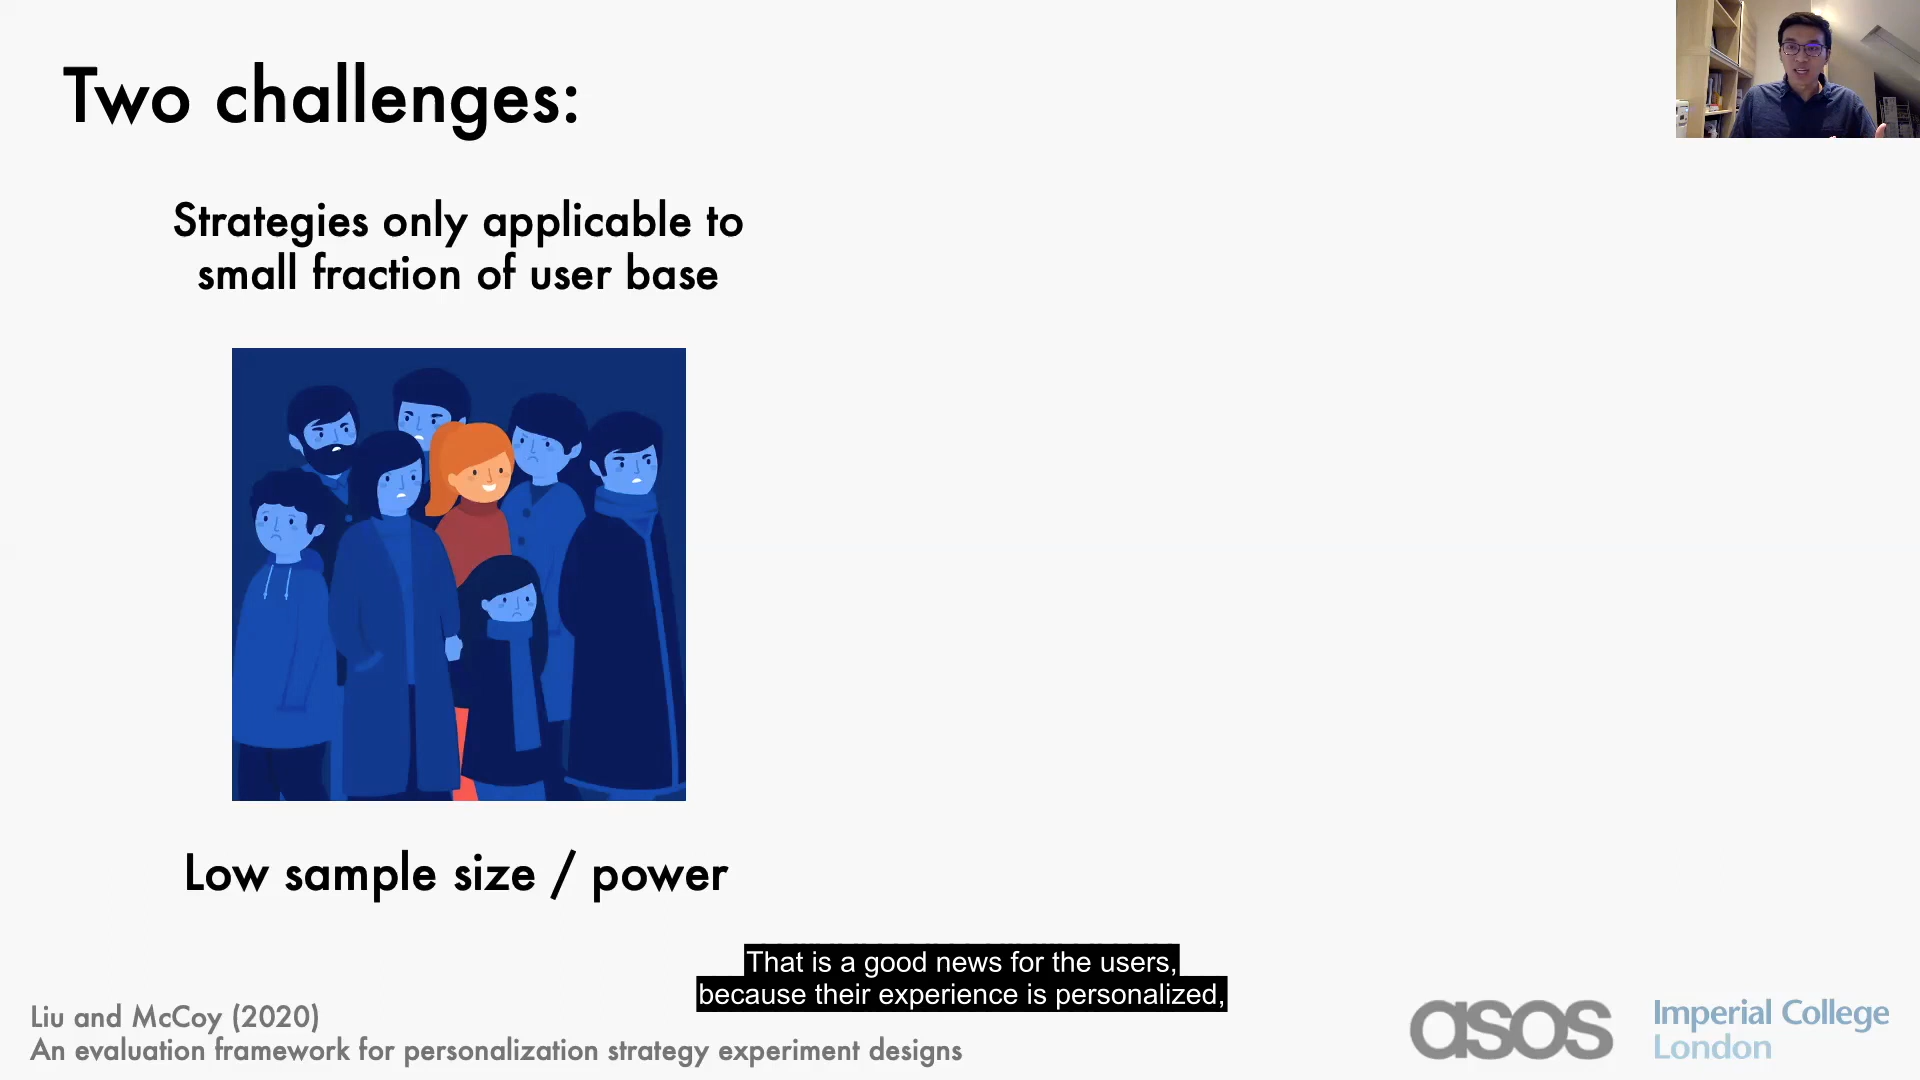 Two challenges:
Strategies only applicable to
small fraction of user base
Low sample size / power
That is a good news for the users,
because their experience is personalized,
Liu and McCoy (2020)
An evaluation framework for personalization strategy experiment designs
asos
Imperial College
London